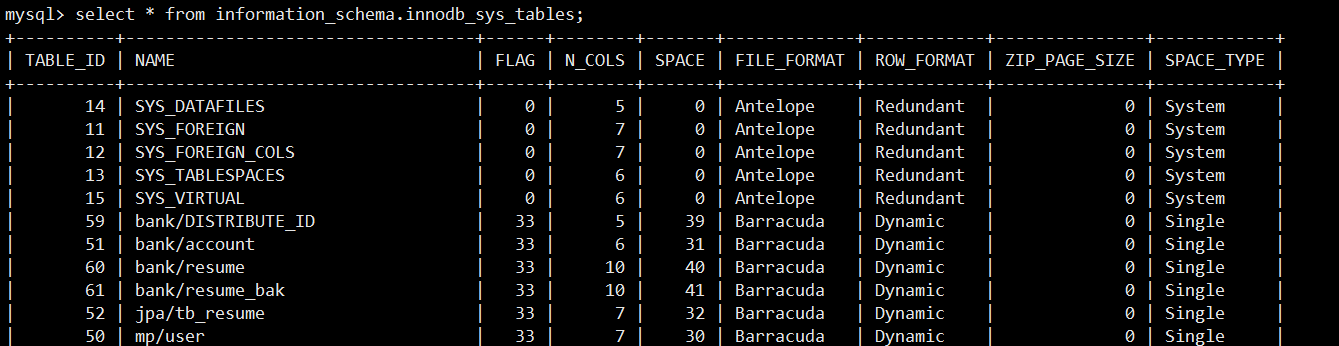 mysql> select * from information_schema.innodb_sys_tables;
+----------+---------------------------------+------+--------+-------+-------------+------------+---------------+------------+
| TABLE_ID | NAME                            | FLAG | N_COLS | SPACE | FILE_FORMAT | ROW_FORMAT | ZIP_PAGE_SIZE | SPACE_TYPE |
+----------+---------------------------------+------+--------+-------+-------------+------------+---------------+------------+
|       14 | SYS_DATAFILES                   |    0 |      5 |     0 | Antelope    | Redundant  |             0 | System     |
|       11 | SYS_FOREIGN                     |    0 |      7 |     0 | Antelope    | Redundant  |             0 | System     |
|       12 | SYS_FOREIGN_COLS                |    0 |      7 |     0 | Antelope    | Redundant  |             0 | System     |
|       13 | SYS_TABLESPACES                 |    0 |      6 |     0 | Antelope    | Redundant  |             0 | System     |
|       15 | SYS_VIRTUAL                     |    0 |      6 |     0 | Antelope    | Redundant  |             0 | System     |
|       59 | bank/DISTRIBUTE_ID              |   33 |      5 |    39 | Barracuda   | Dynamic    |             0 | Single     |
|       51 | bank/account                    |   33 |      6 |    31 | Barracuda   | Dynamic    |             0 | Single     |
|       60 | bank/resume                     |   33 |     10 |    40 | Barracuda   | Dynamic    |             0 | Single     |
|       61 | bank/resume_bak                 |   33 |     10 |    41 | Barracuda   | Dynamic    |             0 | Single     |
|       52 | jpa/tb_resume                   |   33 |      7 |    32 | Barracuda   | Dynamic    |             0 | Single     |
|       50 | mp/user                         |   33 |      7 |    30 | Barracuda   | Dynamic    |             0 | Single     |